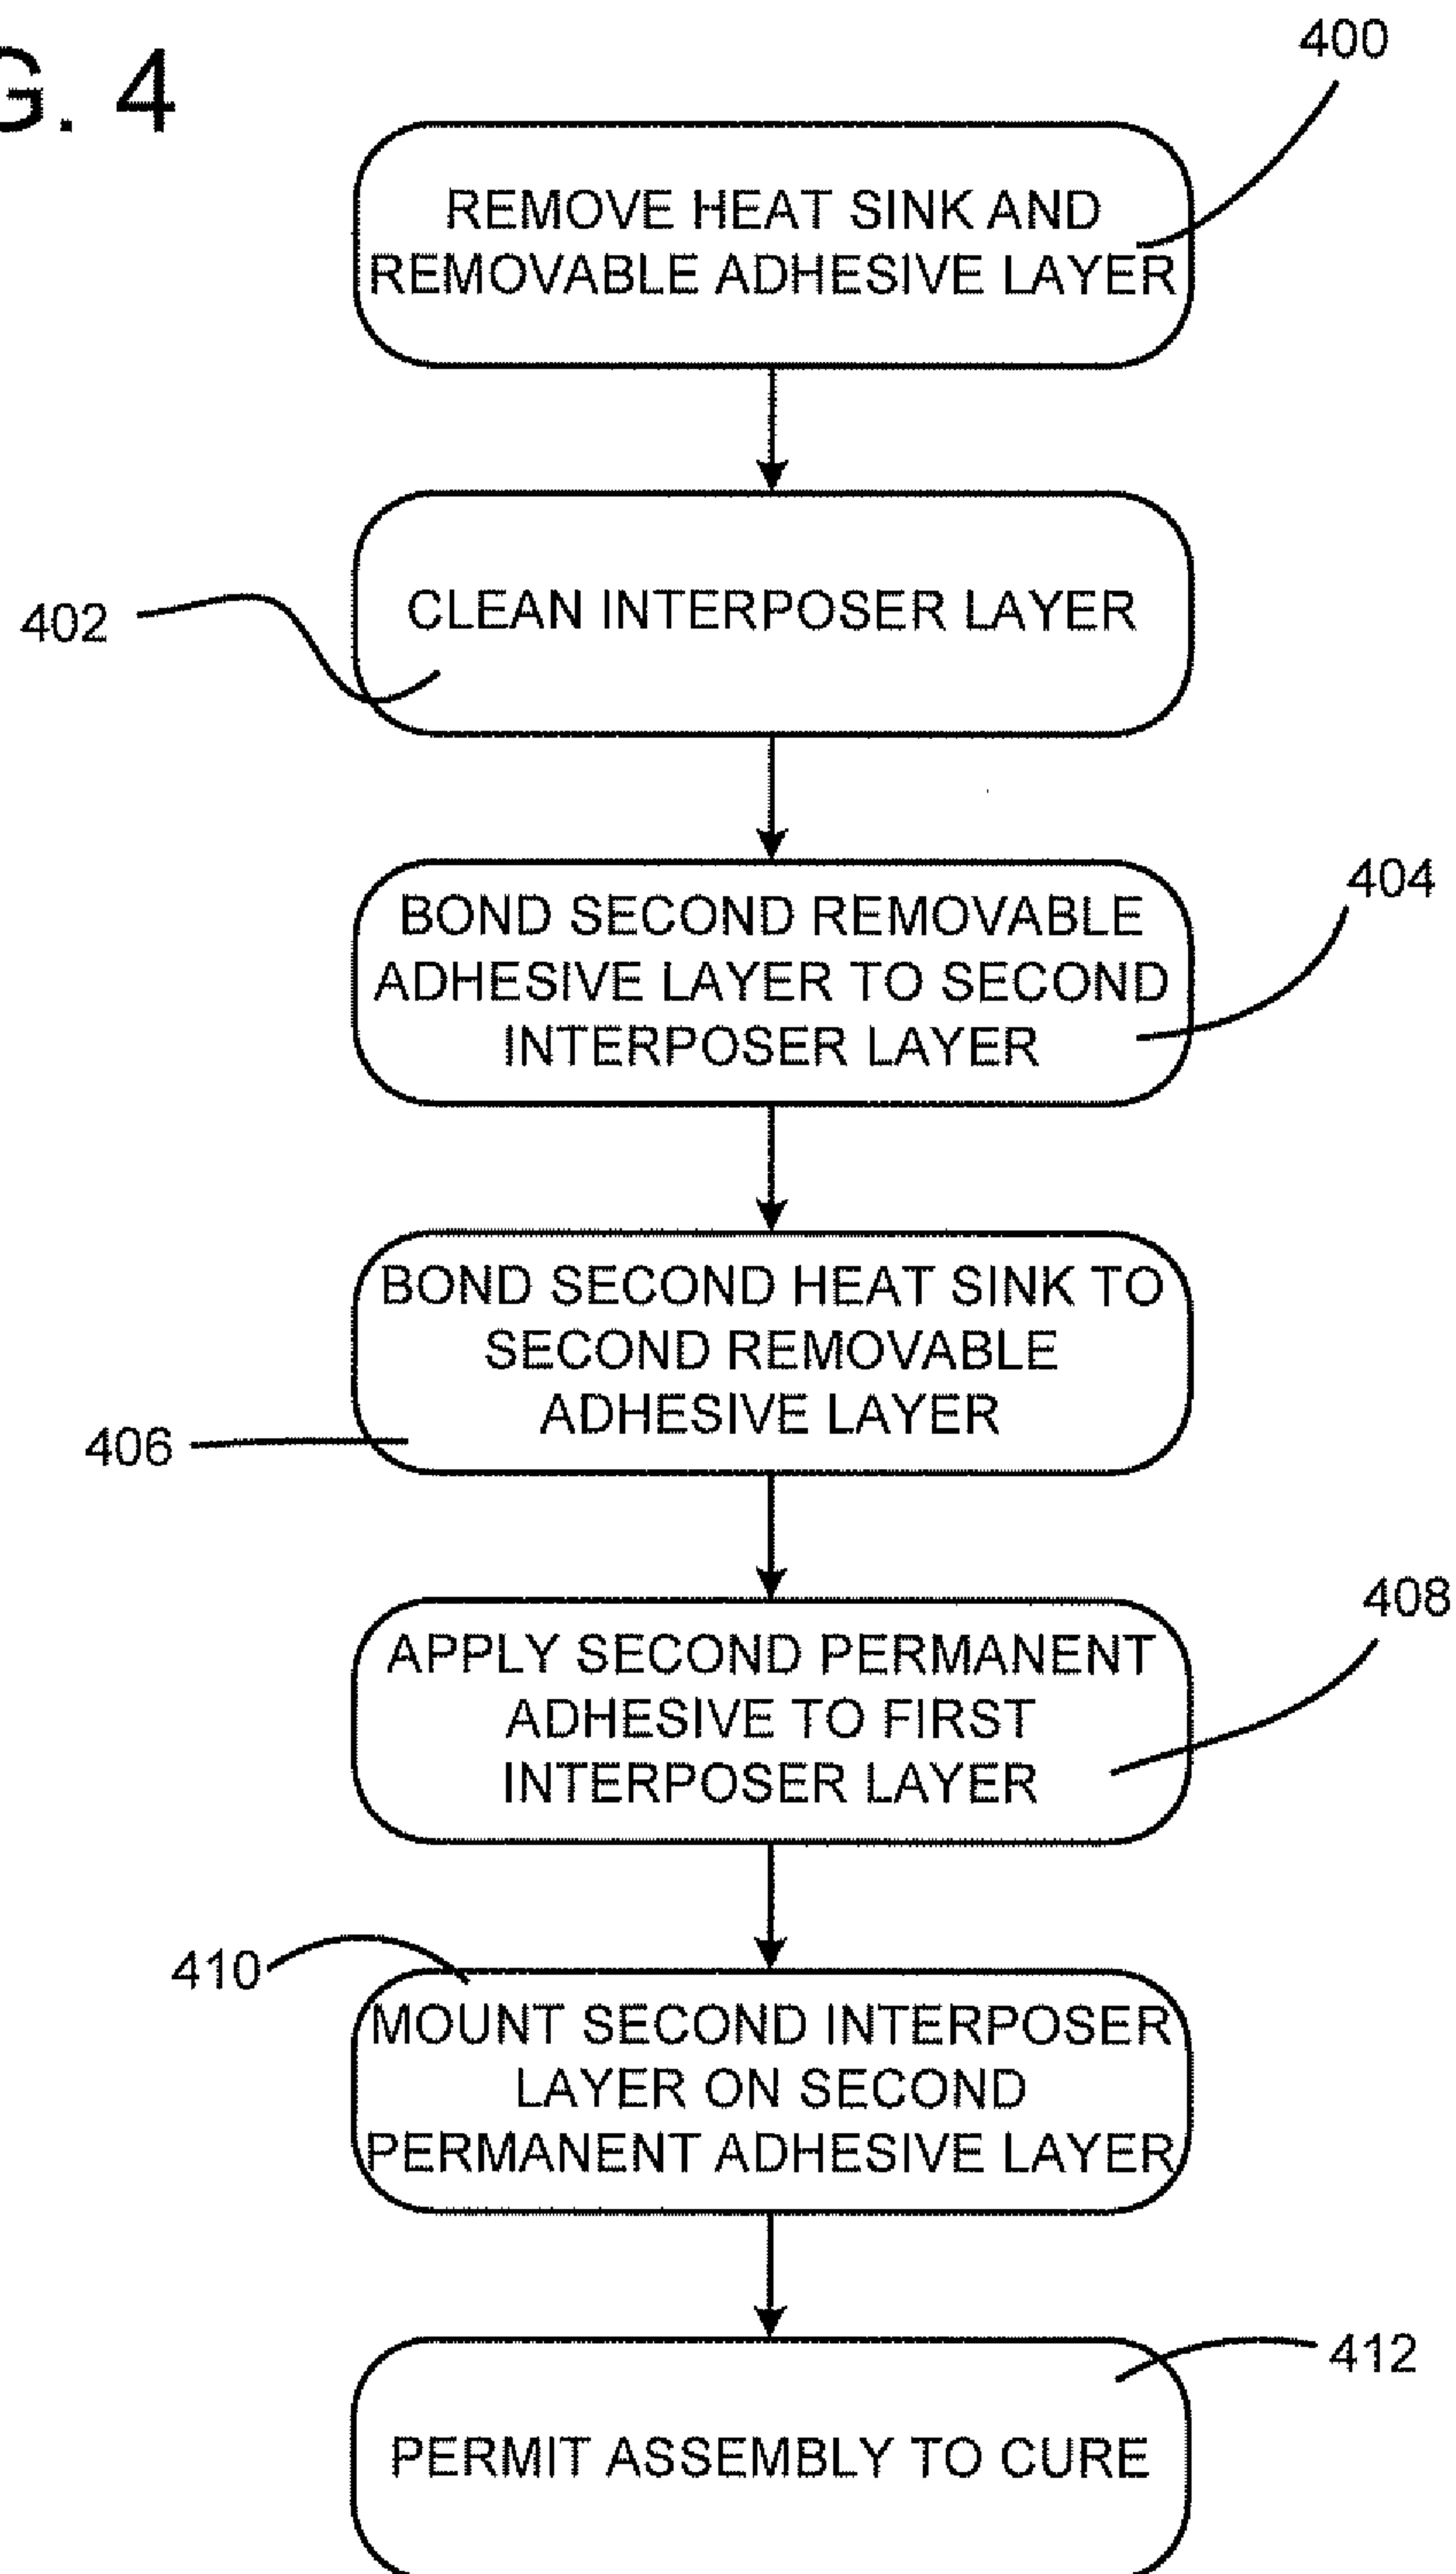 G. 4
400
REMOVE HEAT SINK AND
REMOVABLE ADHESIVE LAYER
402
CLEAN INTERPOSER LAYER
404
BOND SECOND REMOVABLE
ADHESIVE LAYER TO SECOND
INTERPOSER LAYER
BOND SECOND HEAT SINK TO
SECOND REMOVABLE
ADHESIVE LAYER
406
408
APPLY SECOND PERMANENT
ADHESIVE TO FIRST
INTERPOSER LAYER
410
MOUNT SECOND INTERPOSER
LAYER ON SECOND
PERMANENT ADHESIVE LAYER
412
PERMIT ASSEMBLY TO CURE